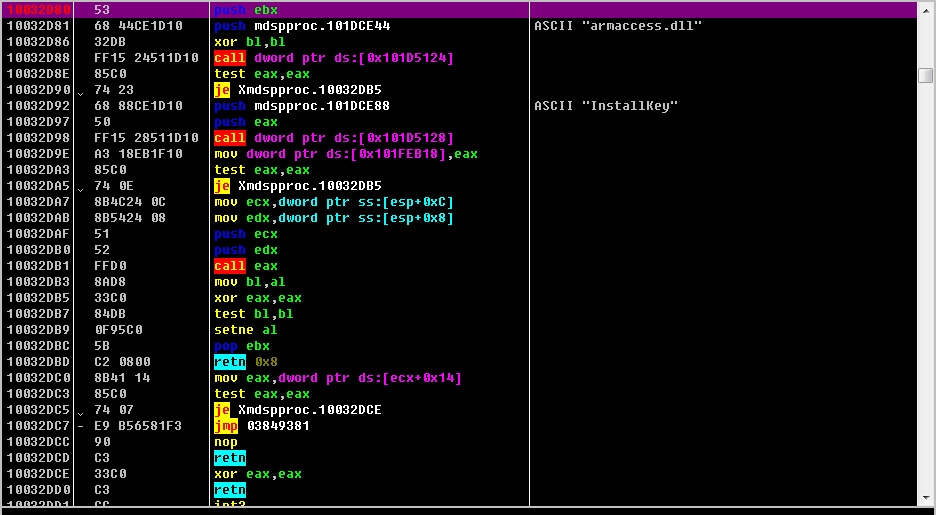 10032D80 53 push ebx
10032D81 68 44CE1D10 push mdspproc.101DCE44 ASCII "armaccess.dll"
10032D86 32DB xor bl,bl
10032D88 FF15 24511D10 call dword ptr ds:[0x101D5124]
10032D8E 85C0 test eax,eax
10032D90 74 23 je Xmdspproc.10032DB5
10032D92 68 88CE1D10 push mdspproc.101DCE88 ASCII "InstallKey"
10032D97 50 push eax
10032D98 FF15 28511D10 call dword ptr ds:[0x101D5128]
10032D9E A3 18EB1F10 mov dword ptr ds:[0x101FEB18],eax
10032DA3 85C0 test eax,eax
10032DA5 74 0E je Xmdspproc.10032DB5
10032DA7 8B4C24 0C mov ecx,dword ptr ss:[esp+0xC]
10032DAB 8B5424 08 mov edx,dword ptr ss:[esp+0x8]
10032DAF 51 push ecx
10032DB0 52 push edx
10032DB1 FFD0 call eax
10032DB3 8AD8 mov bl,al
10032DB5 33C0 xor eax,eax
10032DB7 84DB test bl,bl
10032DB9 0F95C0 setne al
10032DBC 5B pop ebx
10032DBD C2 0800 retn 0x8
10032DC0 8B41 14 mov eax,dword ptr ds:[ecx+0x14]
10032DC3 85C0 test eax,eax
10032DC5 74 07 je Xmdspproc.10032DCE
10032DC7 - E9 B56581F3 jmp 03849381
10032DCC 90 nop
10032DCD C3 retn
10032DCE 33C0 xor eax,eax
10032DD0 C3 retn
10032DD1 CC int3